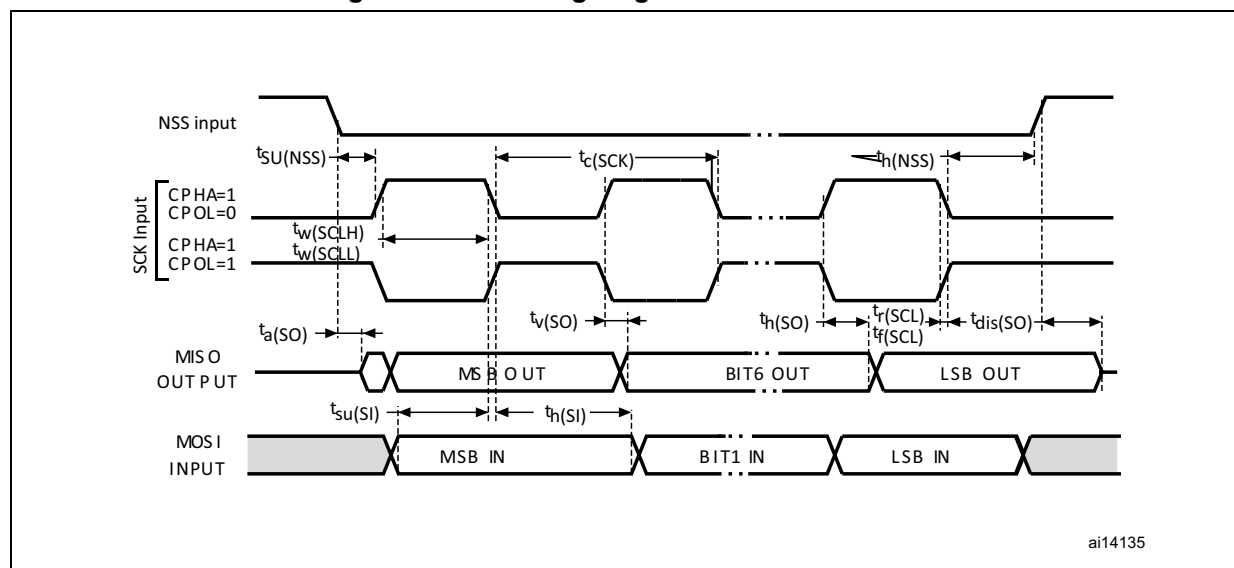 NSS input
tSU(NSS)
tc(SCK)
th(NSS)
SCK Input
CPHA=1
CPOL=0
tw(SCLH)
tw(SCLL)
CPHA=1
CPOL=1
ta(SO)
tv(SO)
th(SO)
tr(SCL)
tf(SCL)
tdis(SO)
MISO
OUTPUT
MSB OUT
BIT6 OUT
LSB OUT
tsu(SI)
th(SI)
MOSI
INPUT
MSB IN
BIT1 IN
LSB IN
ai14135